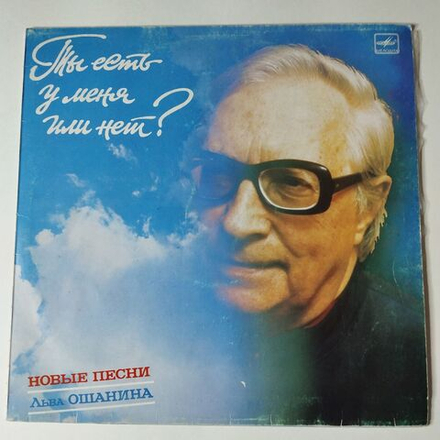 Ты есть
у меня
или нет?
НОВЫЕ ПЕСНИ
Льва ОШАНИНА